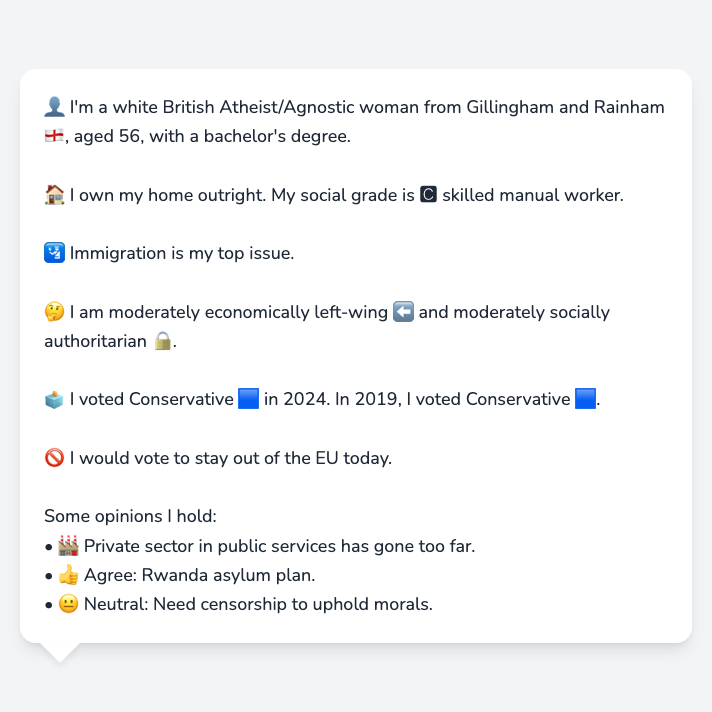 👤 I'm a white British Atheist/Agnostic woman from Gillingham and Rainham
🏴󠁧󠁢󠁥󠁮󠁧󠁿, aged 56, with a bachelor's degree.
🏠 I own my home outright. My social grade is 🅲 skilled manual worker.
🛂 Immigration is my top issue.
🤔 I am moderately economically left-wing ⬅️ and moderately socially
authoritarian 🔒.
🗳️ I voted Conservative 🟦 in 2024. In 2019, I voted Conservative 🟦.
🚫 I would vote to stay out of the EU today.
Some opinions I hold:
• 🏭 Private sector in public services has gone too far.
• 👍 Agree: Rwanda asylum plan.
• 😐 Neutral: Need censorship to uphold morals.